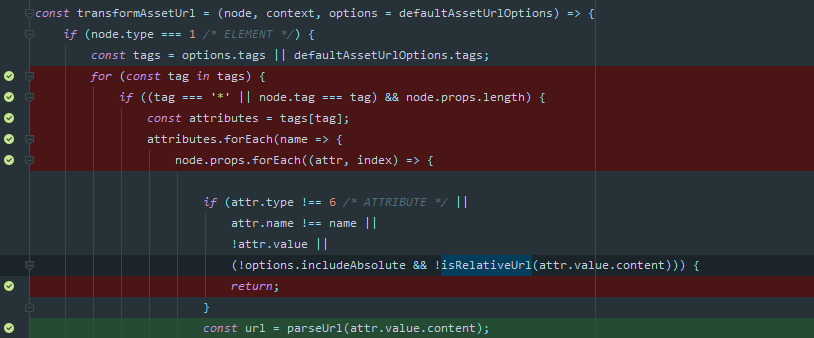 const transformAssetUrl = (node, context, options = defaultAssetUrlOptions) => {
if (node.type === 1 /* ELEMENT */) {
const tags = options.tags || defaultAssetUrlOptions.tags;
for (const tag in tags) {
if ((tag === '*' || node.tag === tag) && node.props.length) {
const attributes = tags[tag];
attributes.forEach(name => {
node.props.forEach((attr, index) => {
if (attr.type !== 6 /* ATTRIBUTE */ ||
attr.name !== name ||
!attr.value ||
(!options.includeAbsolute && !isRelativeUrl(attr.value.content))) {
return;
}
const url = parseUrl(attr.value.content);